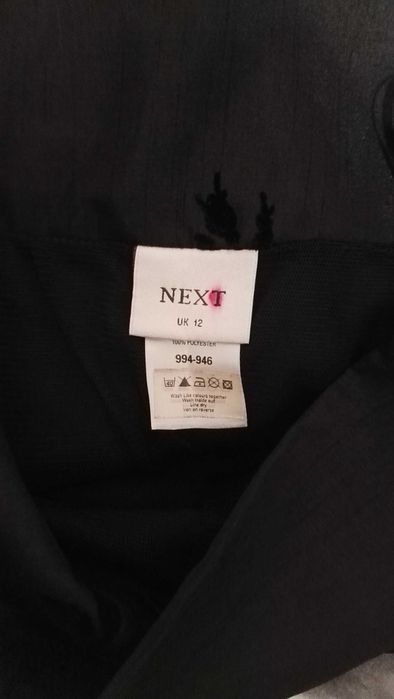 NEXT
UK 12
100% POLYESTER
994-946
Wash Like colours together
Wash inside out
Line dry
Iron on reverse